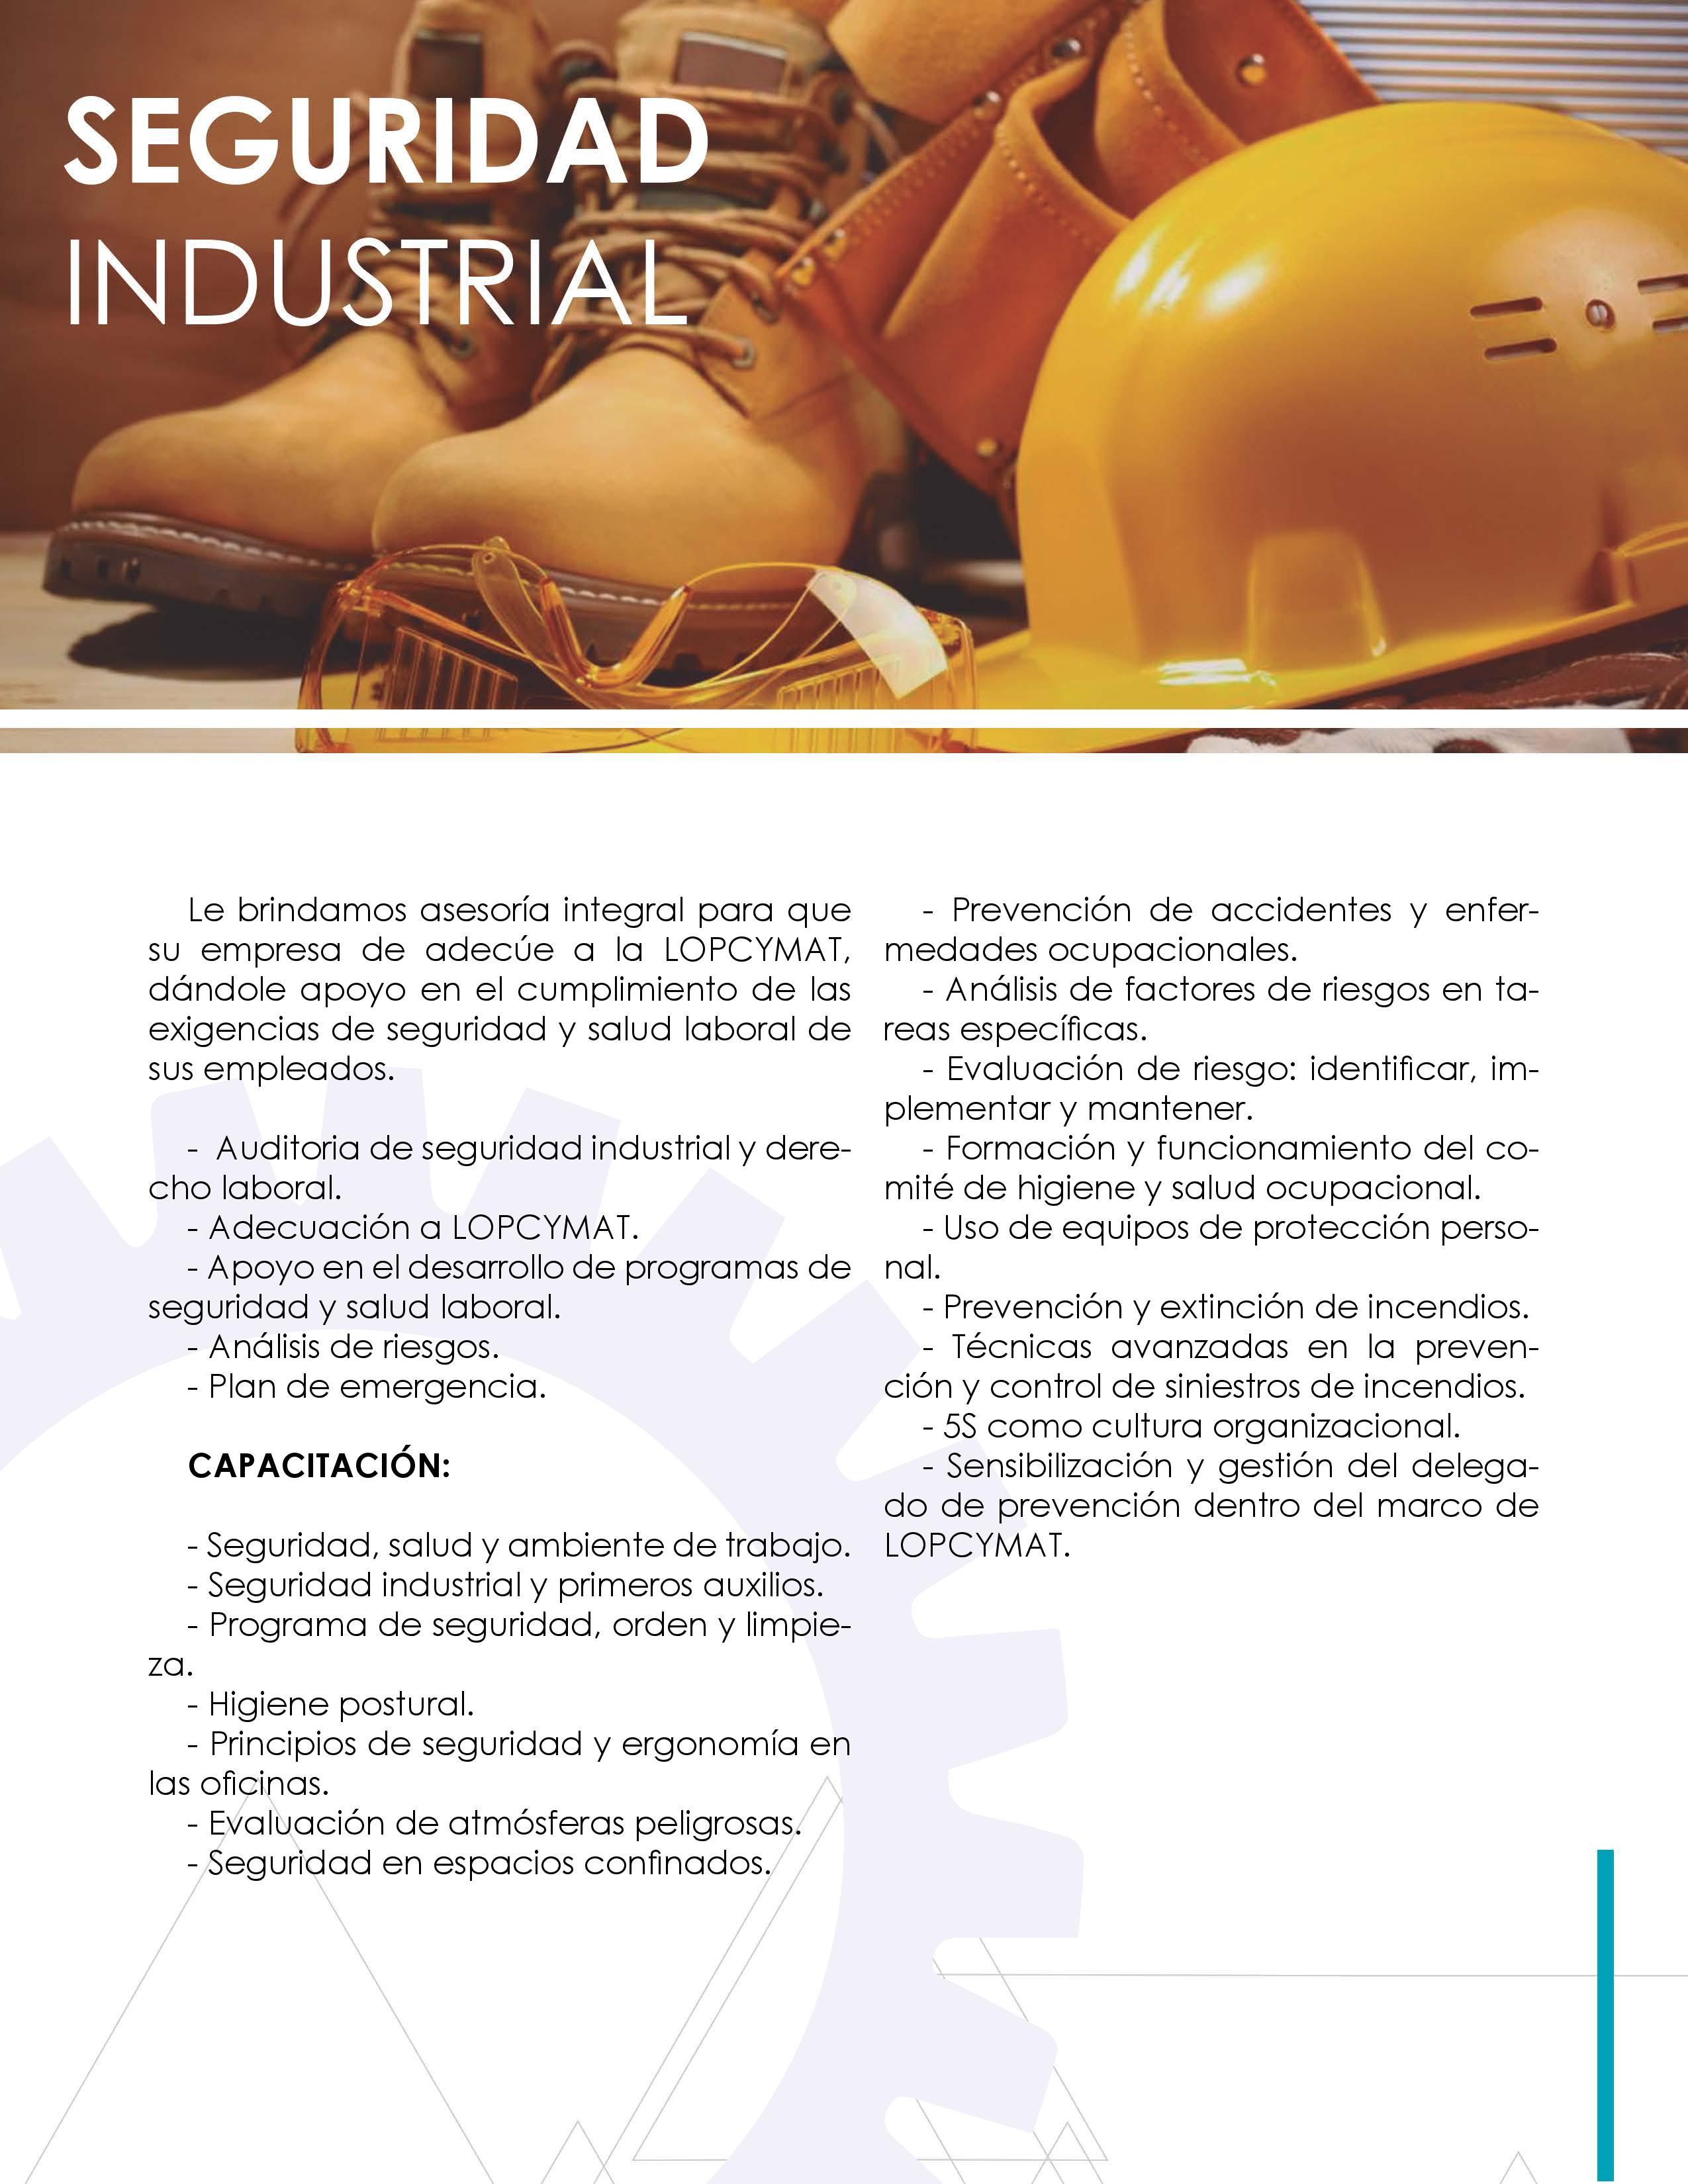 SEGURIDAD
INDUSTRIAL
Le brindamos asesoría integral para que
su empresa de adecúe a la LOPCYMAT,
dándole apoyo en el cumplimiento de las
exigencias de seguridad y salud laboral de
sus empleados.
- Auditoria de seguridad industrial y dere-
cho laboral.
- Adecuación a LOPCYMAT.
- Apoyo en el desarrollo de programas de
seguridad y salud laboral.
- Análisis de riesgos.
- Plan de emergencia.
CAPACITACIÓN:
- Seguridad, salud y ambiente de trabajo.
- Seguridad industrial y primeros auxilios.
- Programa de seguridad, orden y limpie-
za.
- Higiene postural.
- Principios de seguridad y ergonomía en
las oficinas.
- Evaluación de atmósferas peligrosas.
- Seguridad en espacios confinados.
- Prevención de accidentes y enfer-
medades ocupacionales.
- Análisis de factores de riesgos en ta-
reas específicas.
- Evaluación de riesgo: identificar, im-
plementar y mantener.
- Formación y funcionamiento del co-
mité de higiene y salud ocupacional.
- Uso de equipos de protección perso-
nal.
- Prevención y extinción de incendios.
- Técnicas avanzadas en la preven-
ción y control de siniestros de incendios.
- 5S como cultura organizacional.
- Sensibilización y gestión del delega-
do de prevención dentro del marco de
LOPCYMAT.